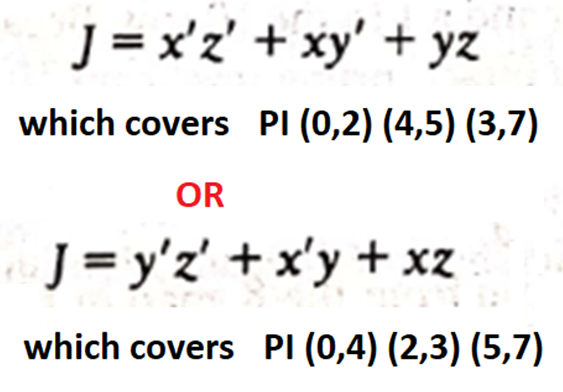 J = x'z' + xy' + yz
which covers PI (0,2) (4,5) (3,7)
OR
J = y'z' + x'y + xz
which covers PI (0,4) (2,3) (5,7)